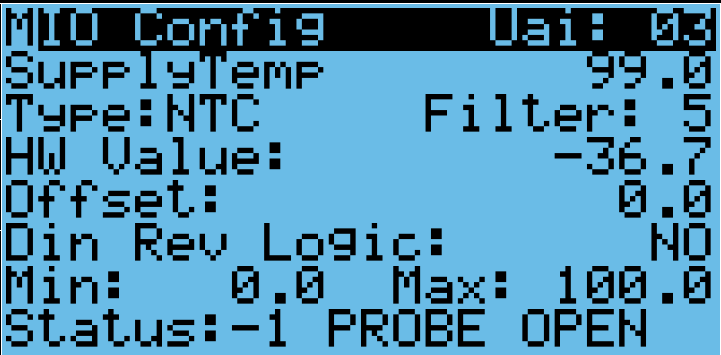 MIO Config Uai: 03
SupplyTemp 99.0
Type:NTC Filter: 5
HW Value: -36.7
Offset: 0.0
Din Rev Logic: NO
Min: 0.0 Max: 100.0
Status:-1 PROBE OPEN